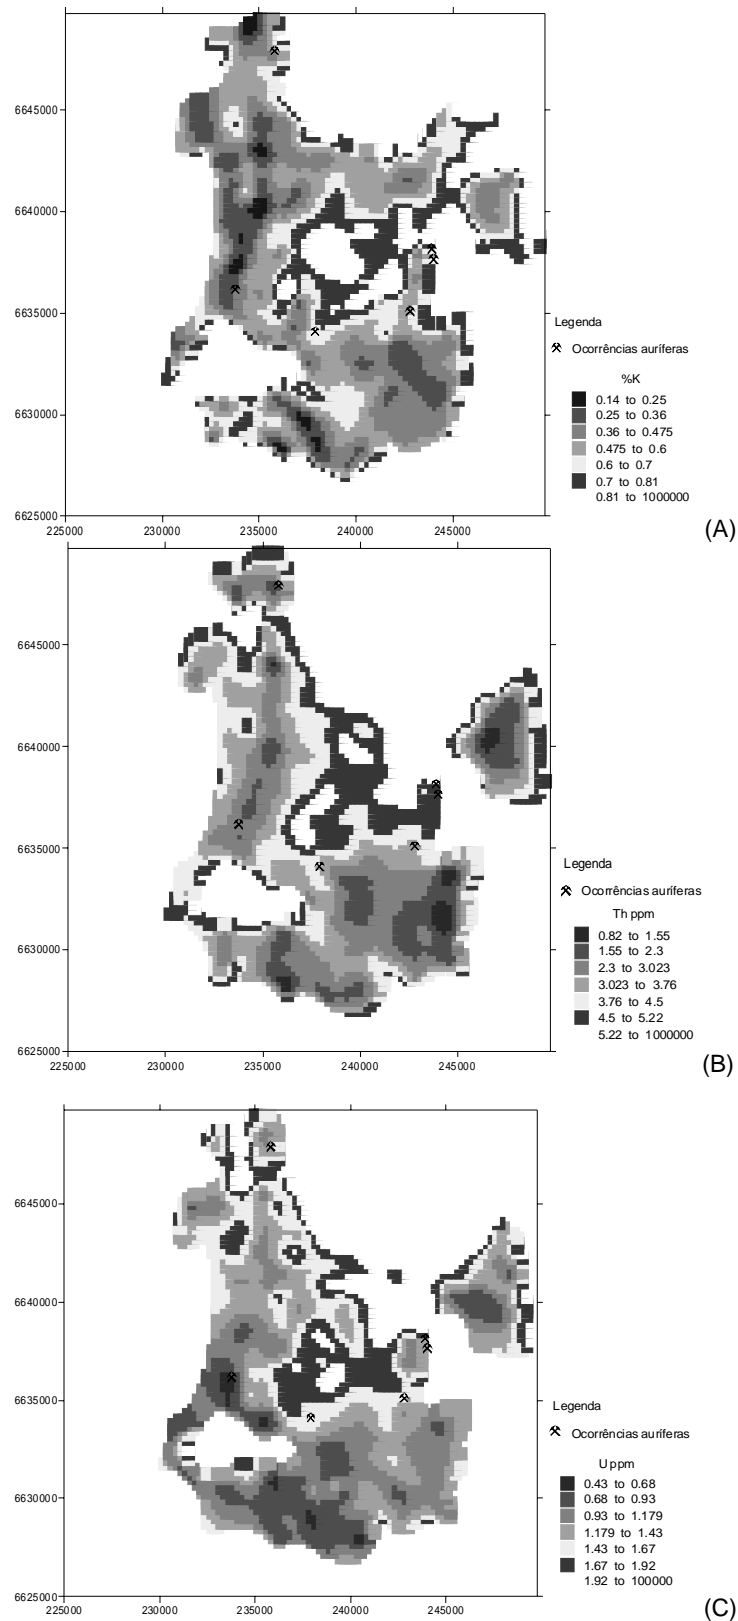 6645000
6640000
6635000
6630000
6625000
225000 230000 235000 240000 245000
Legenda
Ocorrências auríferas
%K
0.14 to 0.25
0.25 to 0.36
0.36 to 0.475
0.475 to 0.6
0.6 to 0.7
0.7 to 0.81
0.81 to 1000000
(A)
6645000
6640000
6635000
6630000
6625000
225000 230000 235000 240000 245000
Legenda
Ocorrências auríferas
Th ppm
0.82 to 1.55
1.55 to 2.3
2.3 to 3.023
3.023 to 3.76
3.76 to 4.5
4.5 to 5.22
5.22 to 1000000
(B)
6645000
6640000
6635000
6630000
6625000
225000 230000 235000 240000 245000
Legenda
Ocorrências auríferas
U ppm
0.43 to 0.68
0.68 to 0.93
0.93 to 1.179
1.179 to 1.43
1.43 to 1.67
1.67 to 1.92
1.92 to 100000
(C)